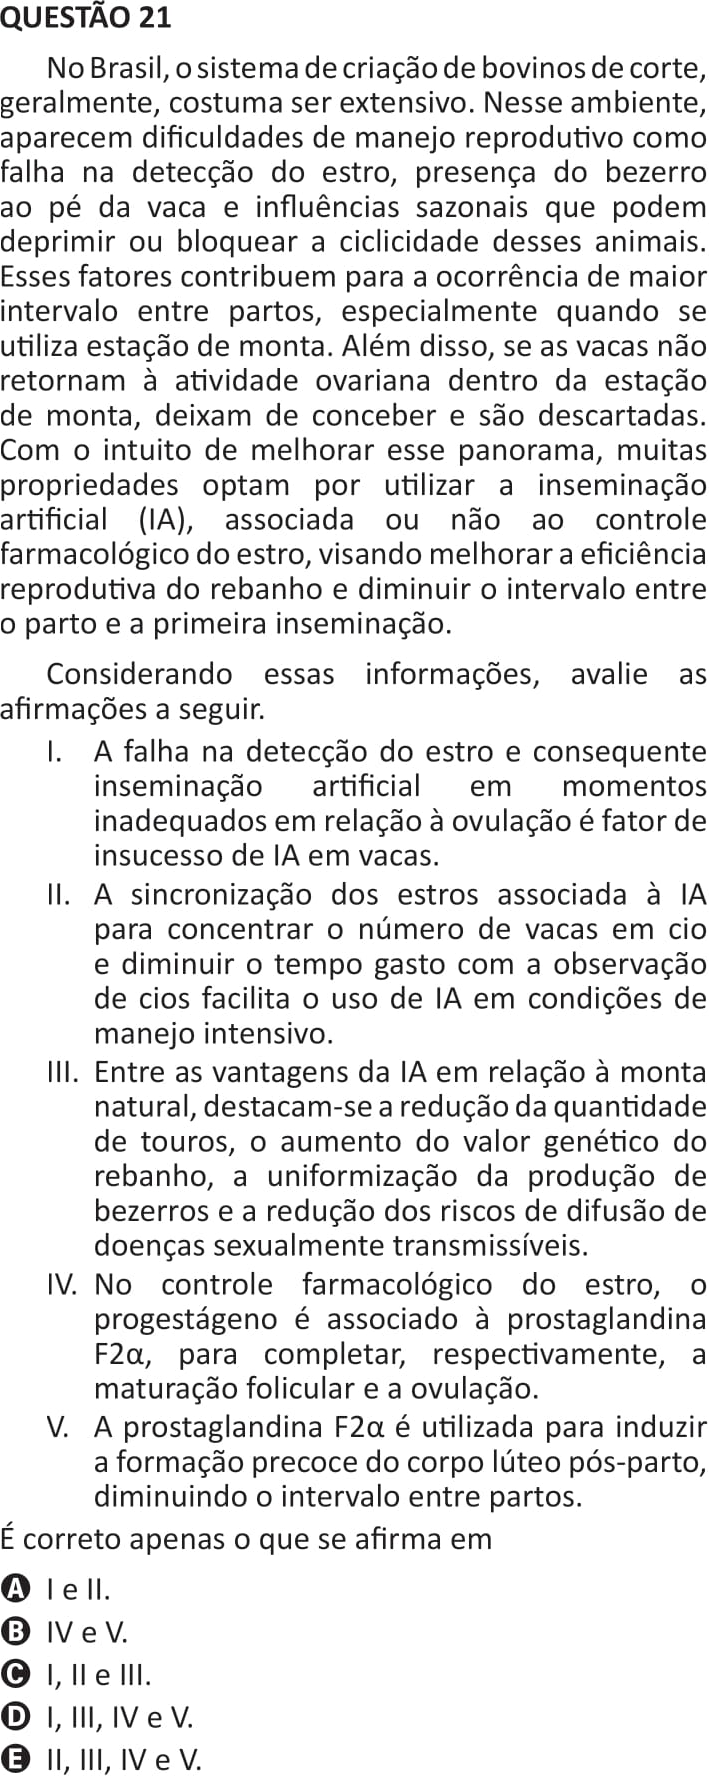 QUESTÃO 21
No Brasil, o sistema de criação de bovinos de corte,
geralmente, costuma ser extensivo. Nesse ambiente,
aparecem dificuldades de manejo reprodutivo como
falha na detecção do estro, presença do bezerro
ao pé da vaca e influências sazonais que podem
deprimir ou bloquear a ciclicidade desses animais.
Esses fatores contribuem para a ocorrência de maior
intervalo entre partos, especialmente quando se
utiliza estação de monta. Além disso, se as vacas não
retornam à atividade ovariana dentro da estação
de monta, deixam de conceber e são descartadas.
Com o intuito de melhorar esse panorama, muitas
propriedades optam por utilizar a inseminação
artificial (IA), associada ou não ao controle
farmacológico do estro, visando melhorar a eficiência
reprodutiva do rebanho e diminuir o intervalo entre
o parto e a primeira inseminação.
Considerando essas informações, avalie as
afirmações a seguir.
I. A falha na detecção do estro e consequente
inseminação artificial em momentos
inadequados em relação à ovulação é fator de
insucesso de IA em vacas.
II. A sincronização dos estros associada à IA
para concentrar o número de vacas em cio
e diminuir o tempo gasto com a observação
de cios facilita o uso de IA em condições de
manejo intensivo.
III. Entre as vantagens da IA em relação à monta
natural, destacam-se a redução da quantidade
de touros, o aumento do valor genético do
rebanho, a uniformização da produção de
bezerros e a redução dos riscos de difusão de
doenças sexualmente transmissíveis.
IV. No controle farmacológico do estro, o
progestágeno é associado à prostaglandina
F2α, para completar, respectivamente, a
maturação folicular e a ovulação.
V. A prostaglandina F2α é utilizada para induzir
a formação precoce do corpo lúteo pós-parto,
diminuindo o intervalo entre partos.
É correto apenas o que se afirma em
A I e II.
B IV e V.
C I, II e III.
D I, III, IV e V.
E II, III, IV e V.